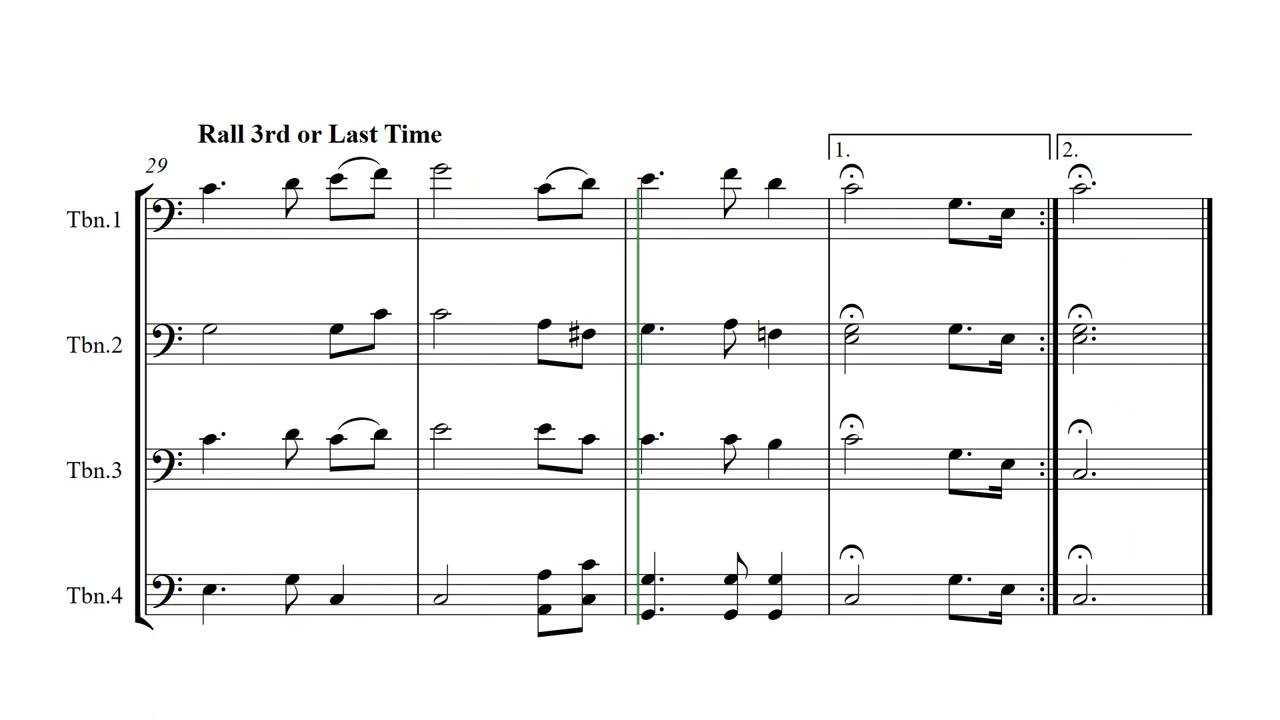 Rall 3rd or Last Time
29
1.
2.
Tbn.1
Tbn.2
Tbn.3
Tbn.4